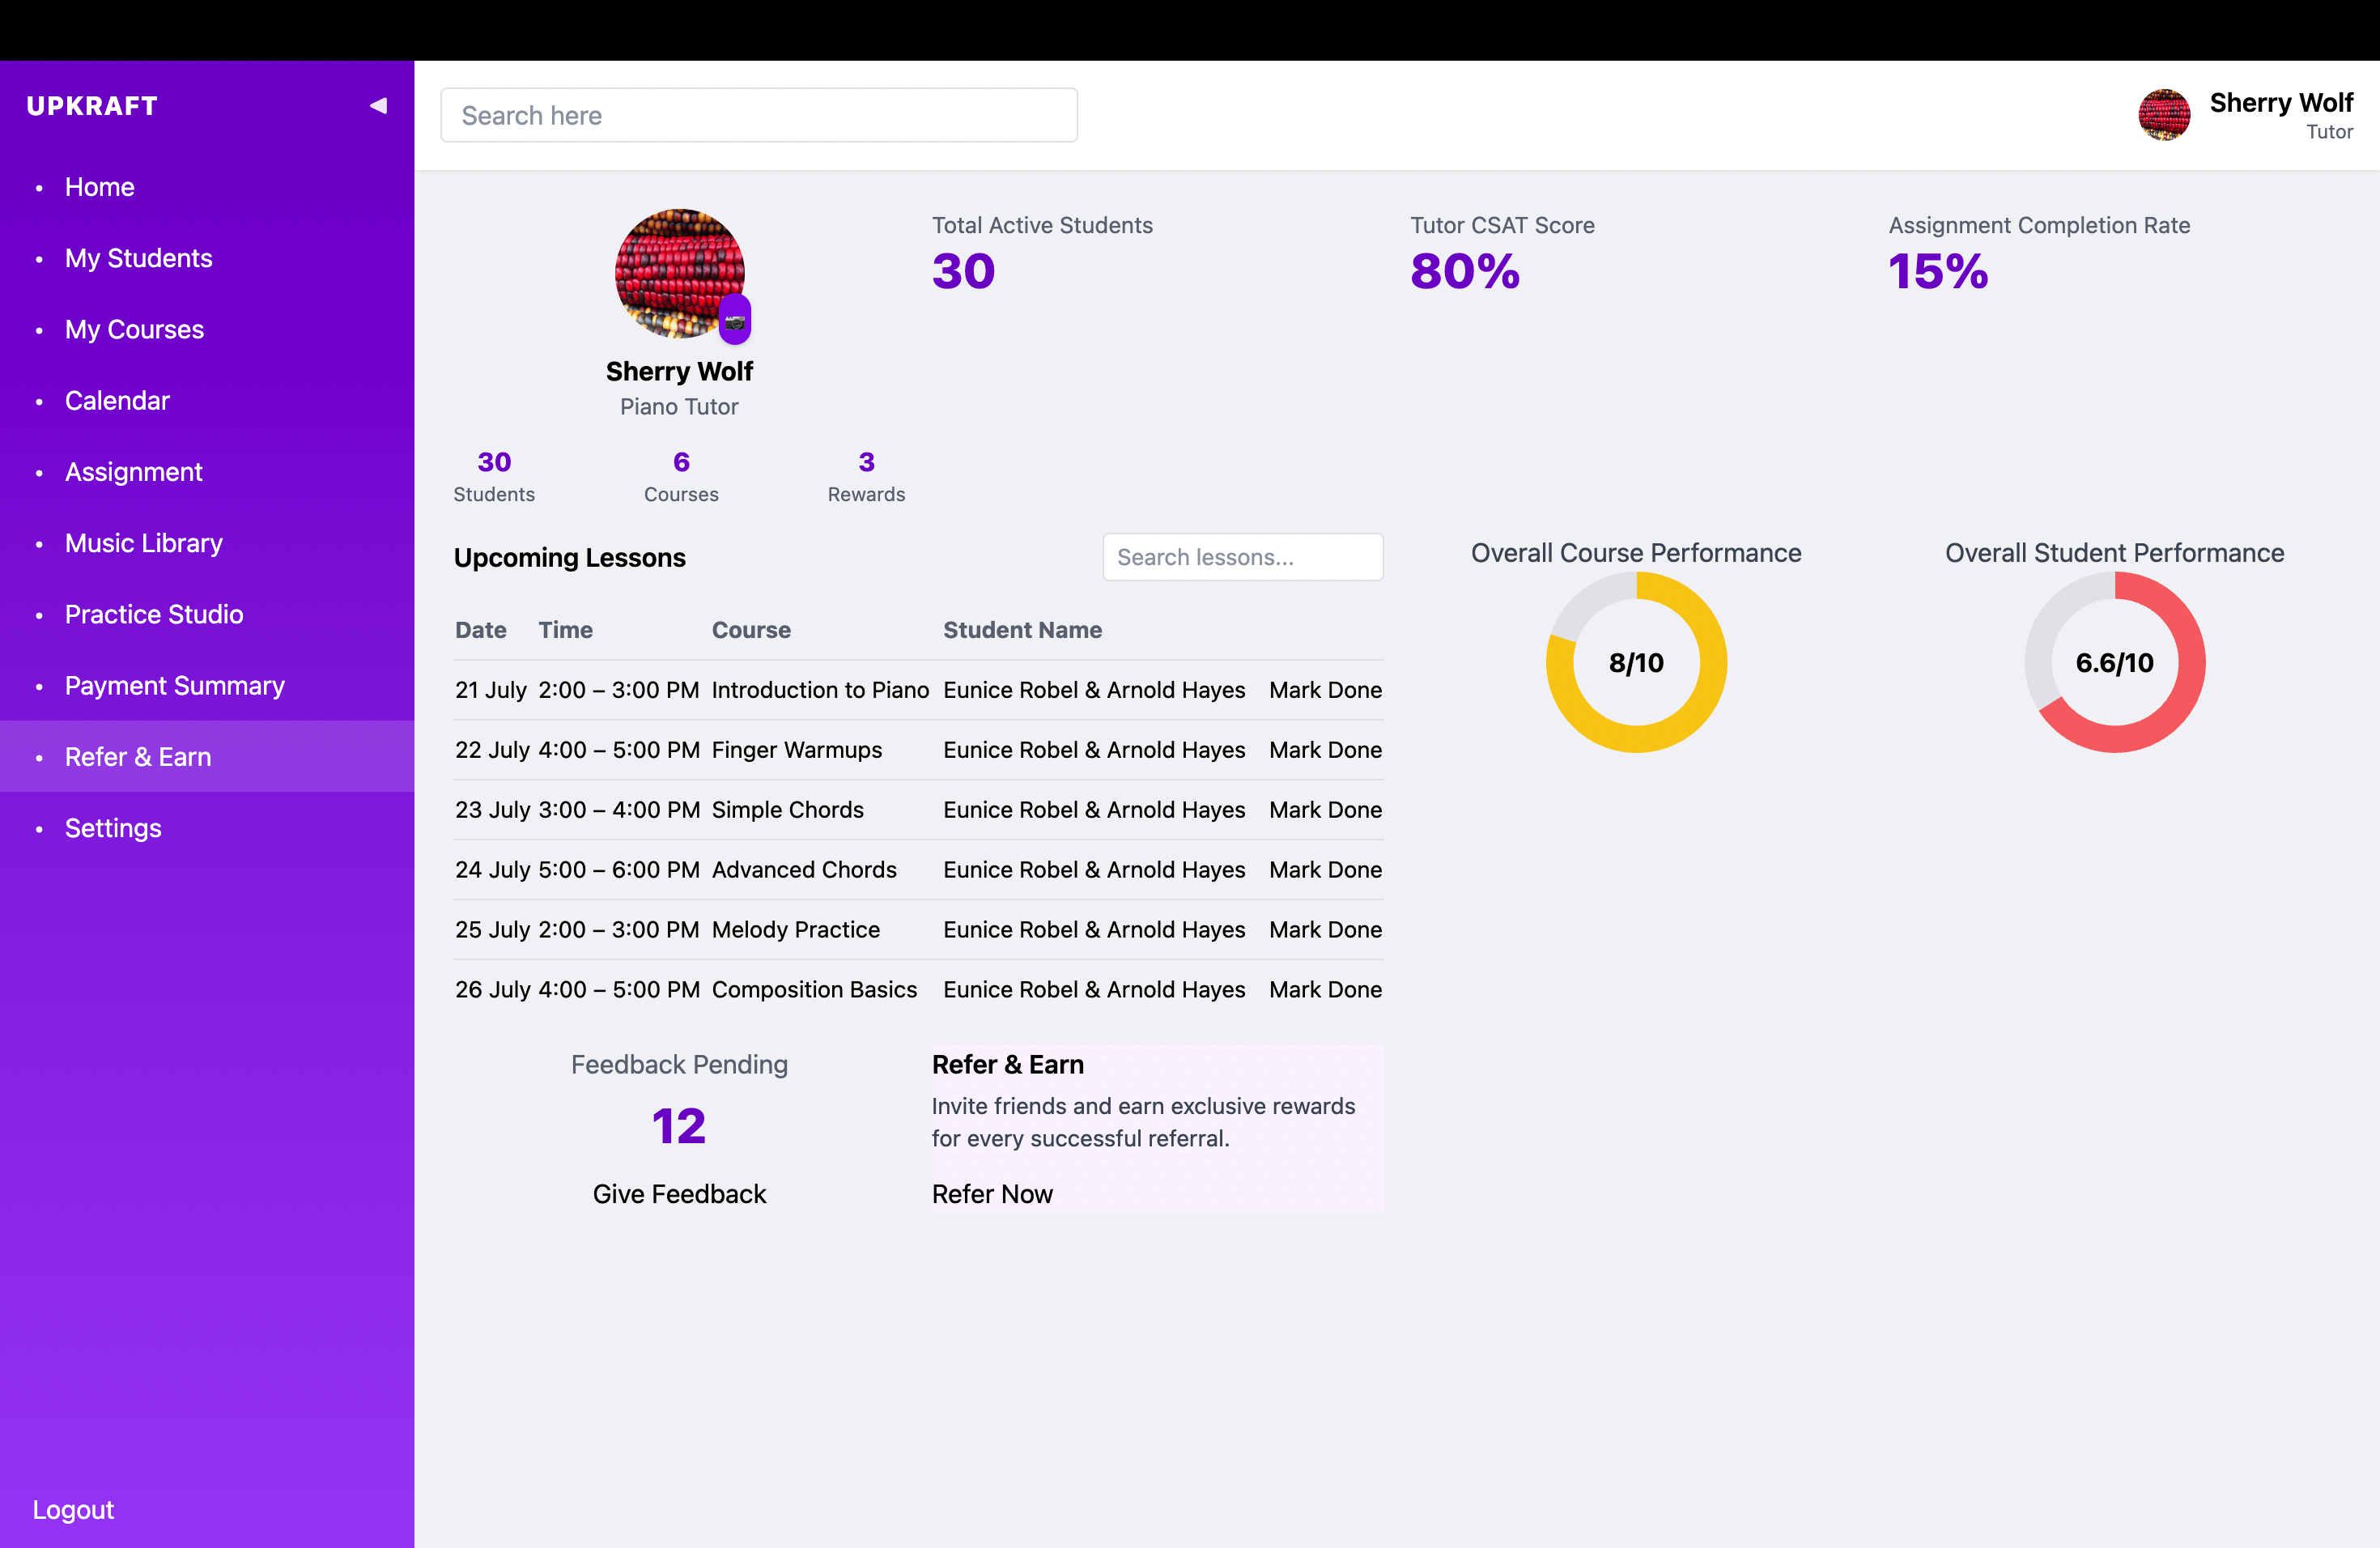 UPKRAFT
Home
My Students
My Courses
Calendar
Assignment
Music Library
Practice Studio
Payment Summary
Refer & Earn
Settings
Logout
Search here
Sherry Wolf
Tutor
Sherry Wolf
Piano Tutor
30 6 3
Students Courses Rewards
Total Active Students
30
Tutor CSAT Score
80%
Assignment Completion Rate
15%
Upcoming Lessons
Search lessons...
Date Time Course Student Name
21 July 2:00 – 3:00 PM Introduction to Piano Eunice Robel & Arnold Hayes Mark Done
22 July 4:00 – 5:00 PM Finger Warmups Eunice Robel & Arnold Hayes Mark Done
23 July 3:00 – 4:00 PM Simple Chords Eunice Robel & Arnold Hayes Mark Done
24 July 5:00 – 6:00 PM Advanced Chords Eunice Robel & Arnold Hayes Mark Done
25 July 2:00 – 3:00 PM Melody Practice Eunice Robel & Arnold Hayes Mark Done
26 July 4:00 – 5:00 PM Composition Basics Eunice Robel & Arnold Hayes Mark Done
Overall Course Performance
8/10
Overall Student Performance
6.6/10
Feedback Pending
12
Give Feedback
Refer & Earn
Invite friends and earn exclusive rewards
for every successful referral.
Refer Now